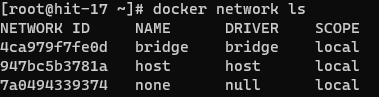 [root@hit-17 ~]# docker network ls
NETWORK ID     NAME      DRIVER    SCOPE
4ca979f7fe0d   bridge    bridge    local
947bc5b3781a   host      host      local
7a0494339374   none      null      local